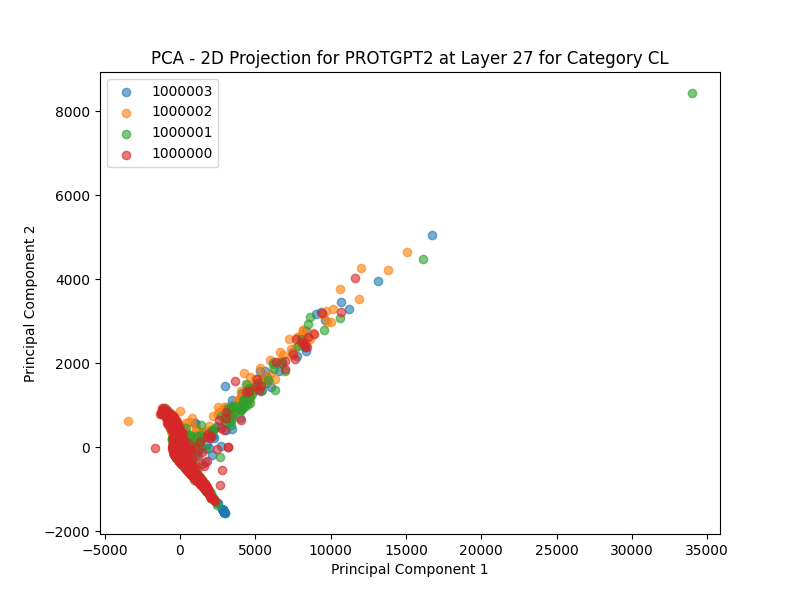 PCA - 2D Projection for PROTGPT2 at Layer 27 for Category CL
1000003
1000002
1000001
1000000
Principal Component 2
8000
6000
4000
2000
0
−2000
−5000 0 5000 10000 15000 20000 25000 30000 35000
Principal Component 1